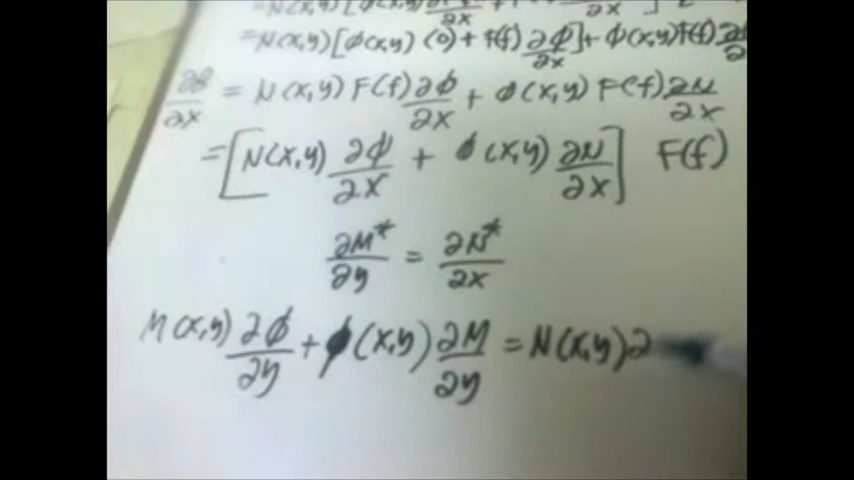 =N(x,y)[ϕ(x,y)
=N(x,y)[ϕ(x,y) (0) + F(f) ∂ϕ/∂x] + ϕ(x,y) F(f) ∂
∂B/∂x = N(x,y) F(f) ∂ϕ/∂x + ϕ(x,y) F(f) ∂N/∂x
= [N(x,y) ∂ϕ/∂x + ϕ(x,y) ∂N/∂x] F(f)
∂M*/∂y = ∂N*/∂x
M(x,y) ∂ϕ/∂y + ϕ(x,y) ∂M/∂y = N(x,y) ∂